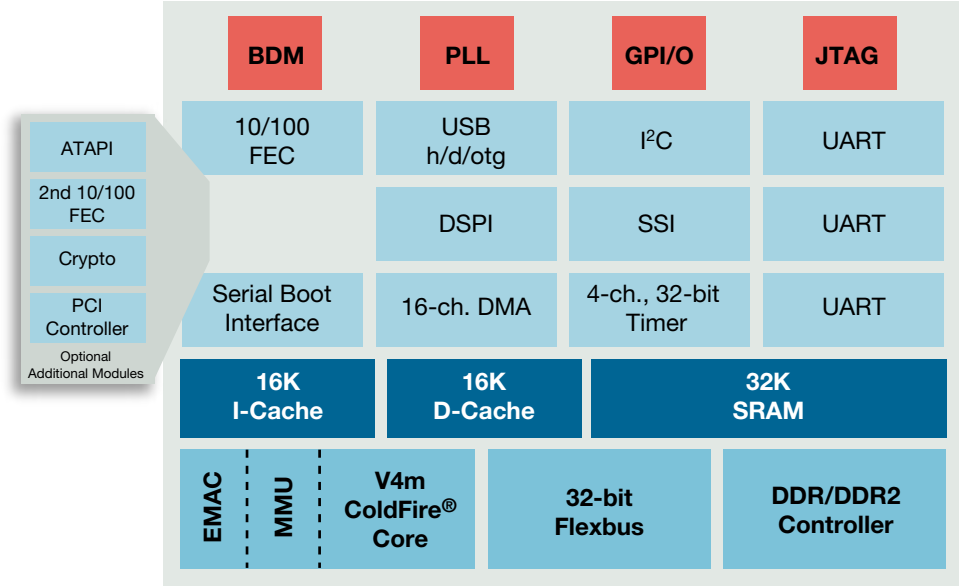 BDM
PLL
GPI/O
JTAG
10/100
FEC
USB
h/d/otg
I²C
UART
DSPI
SSI
UART
Serial Boot
Interface
16-ch. DMA
4-ch., 32-bit
Timer
UART
ATAPI
2nd 10/100
FEC
Crypto
PCI
Controller
Optional
Additional Modules
16K
I-Cache
16K
D-Cache
32K
SRAM
EMAC
MMU
V4m
ColdFire®
Core
32-bit
Flexbus
DDR/DDR2
Controller